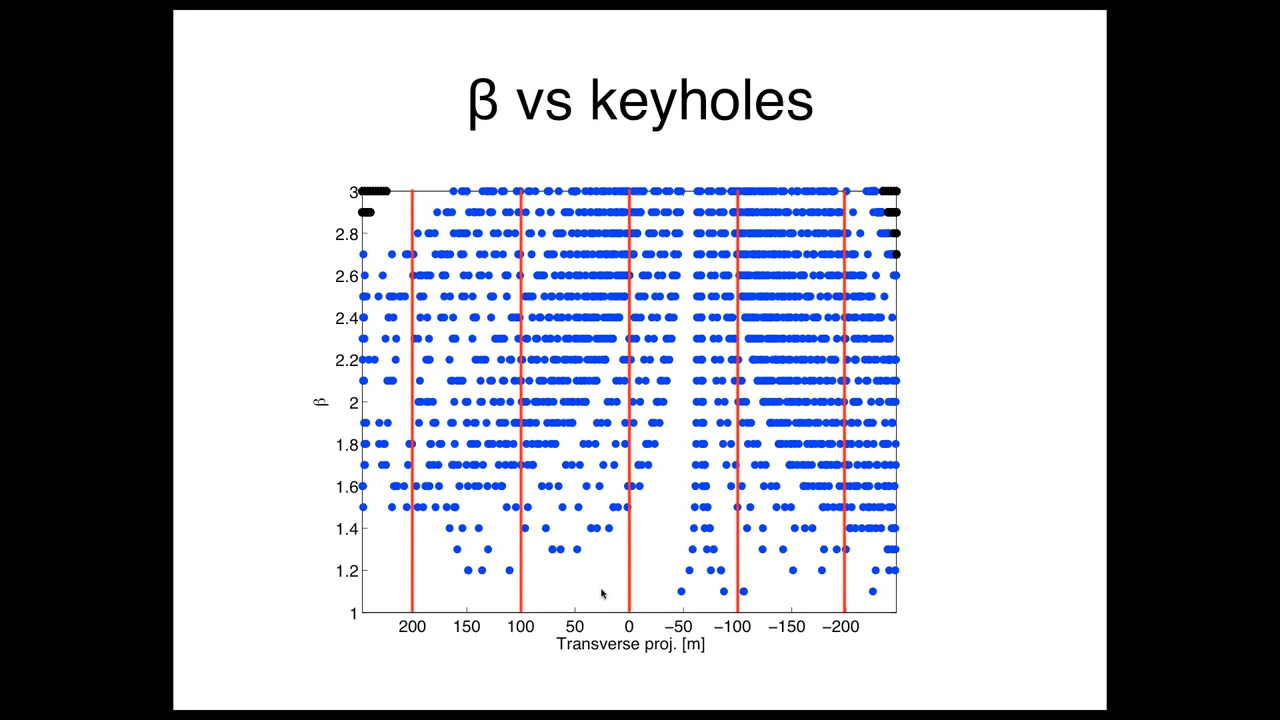 β vs keyholes
3
2.8
2.6
2.4
2.2
2
1.8
1.6
1.4
1.2
1
β
200 150 100 50 0 −50 −100 −150 −200
Transverse proj. [m]